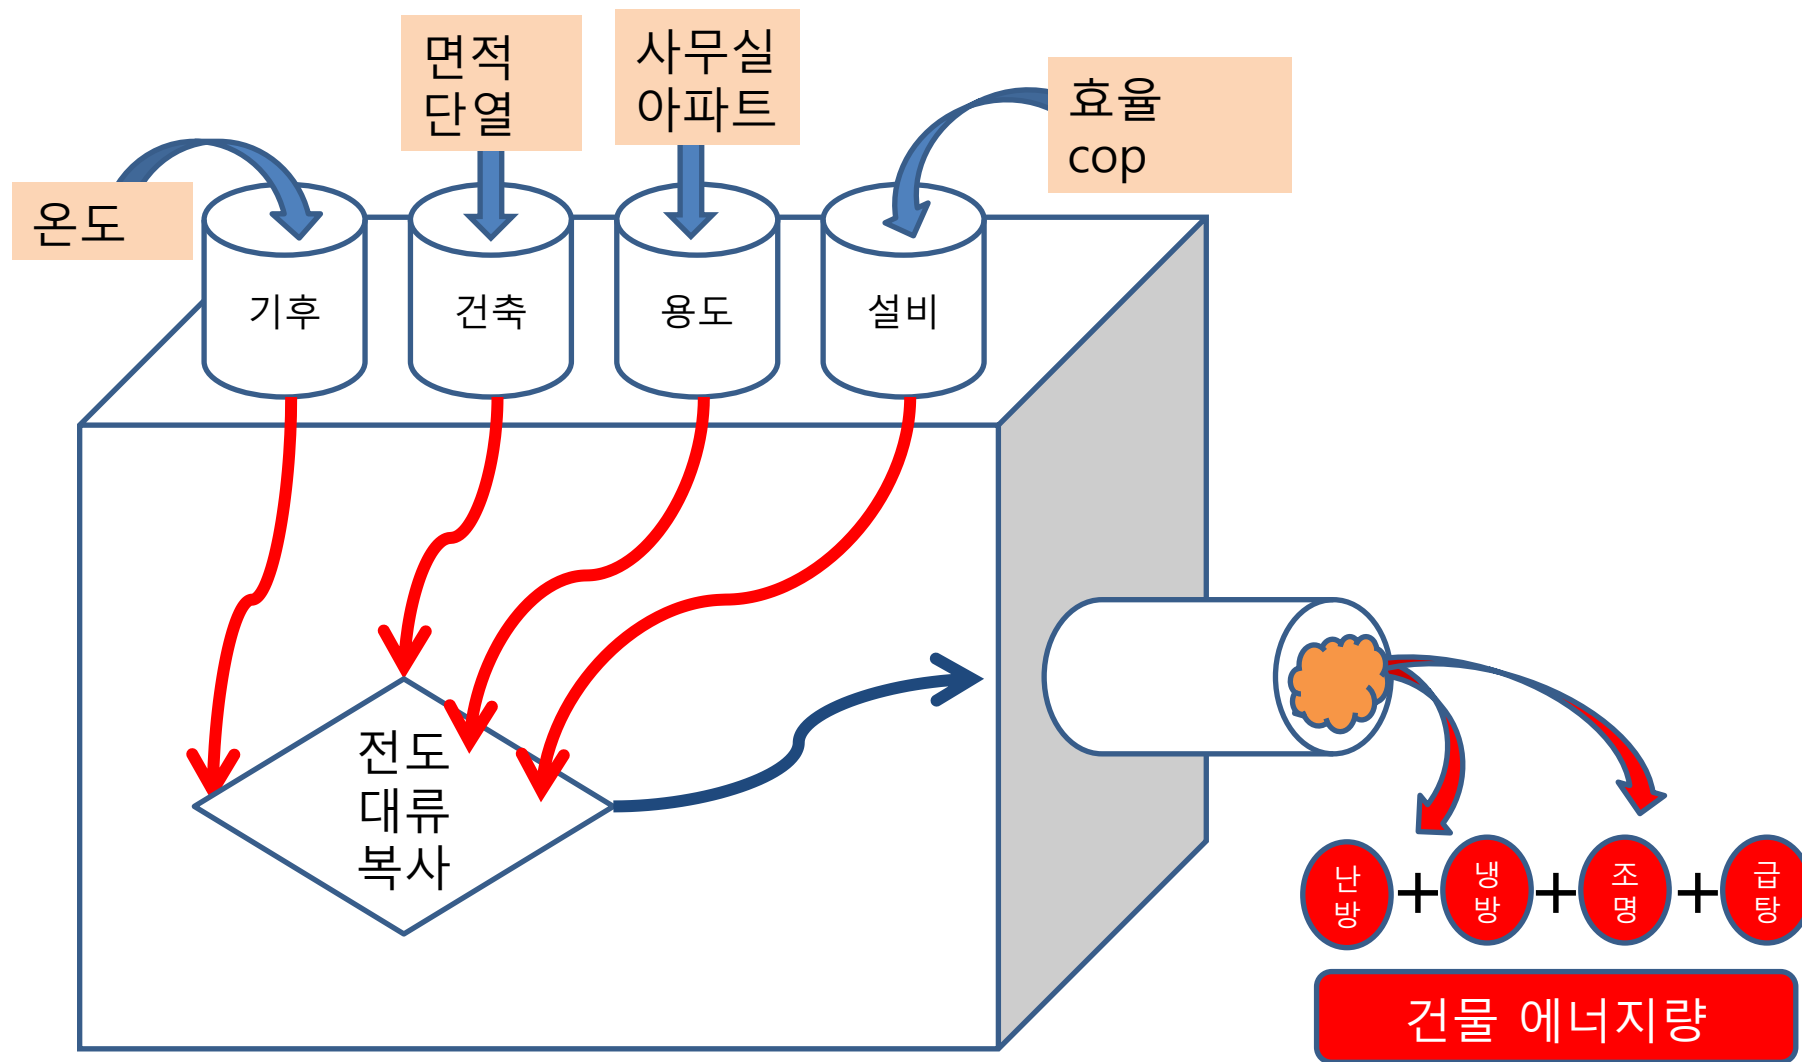 면적
단열
사무실
아파트
효율
cop
온도
기후
건축
용도
설비
전도
대류
복사
난
방
+
냉
방
+
조
명
+
급
탕
건물 에너지량